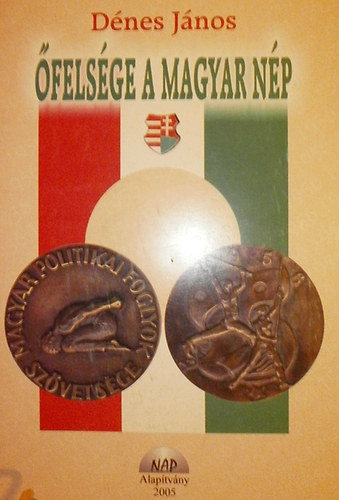 Dénes János
ŐFELSÉGE A MAGYAR NÉP
MAGYAR POLITIKAI FOGLYOK
SZÖVETSÉGE
1956
NAP
Alapítvány
2005